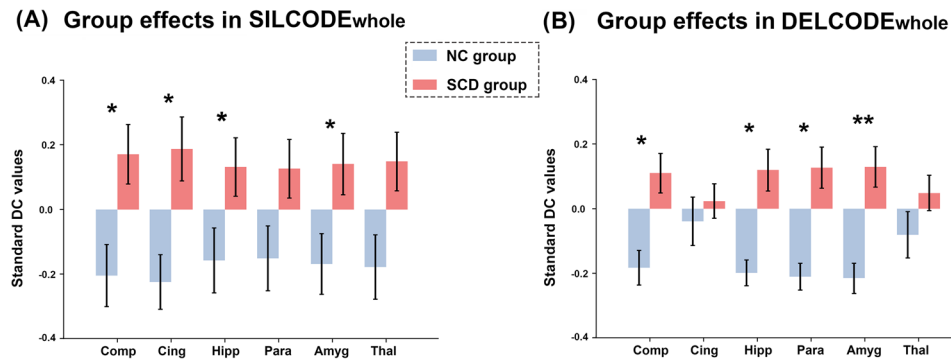 (A) Group effects in SILCODEwhole
(B) Group effects in DELCODEwhole
NC group
SCD group
Standard DC values
0.4
0.2
0.0
-0.2
-0.4
* * * *
Comp Cing Hipp Para Amyg Thal
Standard DC values
0.4
0.2
0.0
-0.2
-0.4
* * * **
Comp Cing Hipp Para Amyg Thal